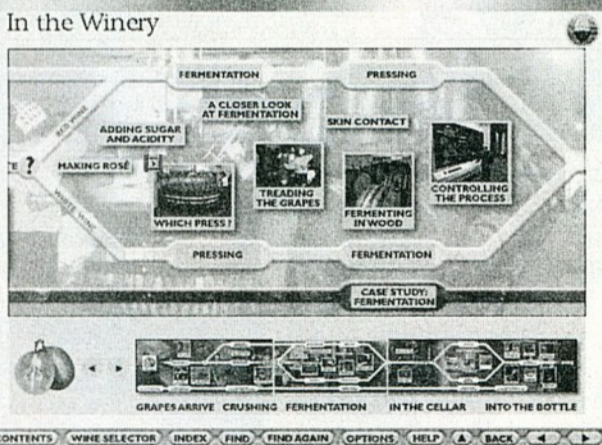 In the Winery
FERMENTATION
PRESSING
RED WINE
A CLOSER LOOK
AT FERMENTATION
SKIN CONTACT
ADDING SUGAR
AND ACIDITY
TE ?
MAKING ROSÉ
WHICH PRESS?
TREADING
THE GRAPES
FERMENTING
IN WOOD
CONTROLLING
THE PROCESS
WHITE WINE
PRESSING
FERMENTATION
CASE STUDY:
FERMENTATION
GRAPES ARRIVE CRUSHING FERMENTATION IN THE CELLAR INTO THE BOTTLE
CONTENTS WINE SELECTOR INDEX FIND FIND AGAIN OPTIONS HELP BACK